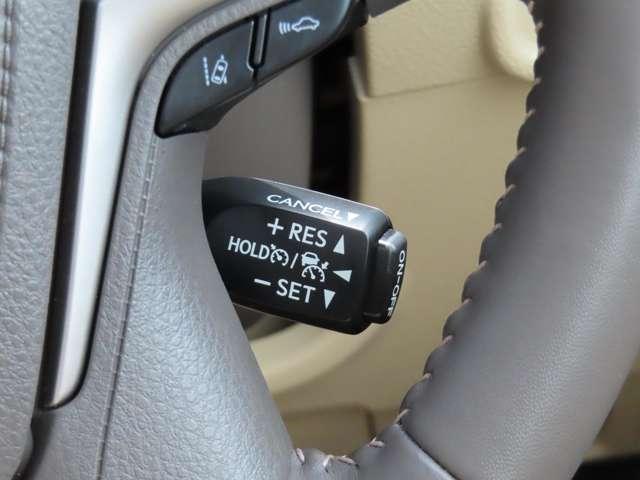 CANCEL▼
+ RES ▲
HOLD / ◄
− SET ▼
ON-OFF